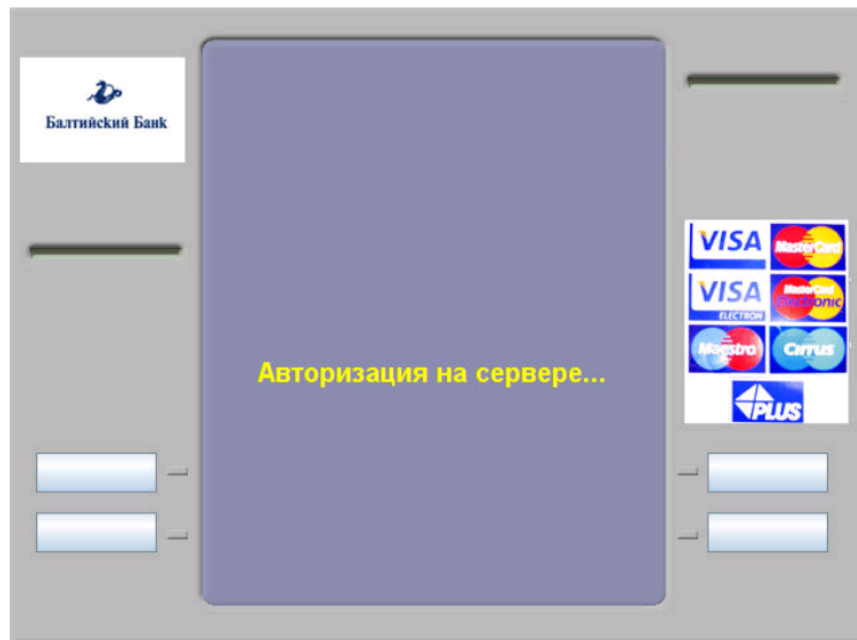 Балтийский Банк
VISA
MasterCard
VISA
ELECTRON
MasterCard
Electronic
Maestro
Cirrus
PLUS
Авторизация на сервере...